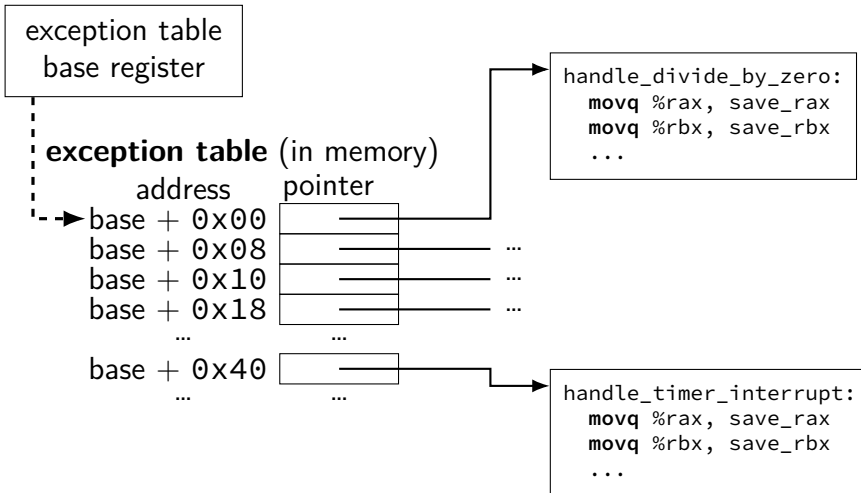 exception table
base register
exception table (in memory)
address pointer
base + 0x00
base + 0x08 ...
base + 0x10 ...
base + 0x18 ...
... ...
base + 0x40
... ...
handle_divide_by_zero:
movq %rax, save_rax
movq %rbx, save_rbx
...
handle_timer_interrupt:
movq %rax, save_rax
movq %rbx, save_rbx
...